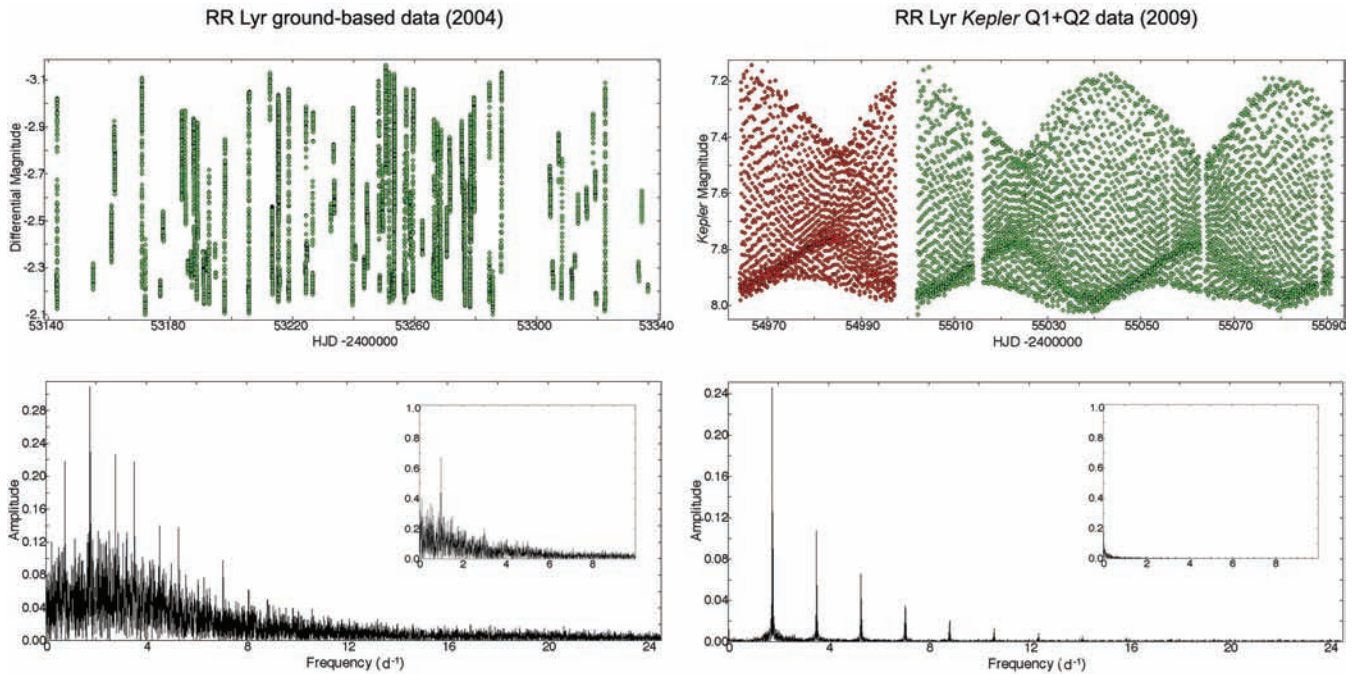 RR Lyr ground-based data (2004)
RR Lyr Kepler Q1+Q2 data (2009)
-3.1
-2.9
-2.7
-2.5
-2.3
-2.1
Differential Magnitude
53140 53180 53220 53260 53300 53340
HJD -2400000
7.2
7.4
7.6
7.8
8.0
Kepler Magnitude
54970 54990 55010 55030 55050 55070 55090
HJD -2400000
0.28
0.24
0.20
0.16
0.12
0.08
0.04
0.00
Amplitude
0 4 8 12 16 20 24
Frequency (d-1)
1.0
0.8
0.6
0.4
0.2
0.0
0 2 4 6 8
0.24
0.20
0.16
0.12
0.08
0.04
0.00
Amplitude
0 4 8 12 16 20 24
Frequency (d-1)
1.0
0.8
0.6
0.4
0.2
0.0
0 2 4 6 8